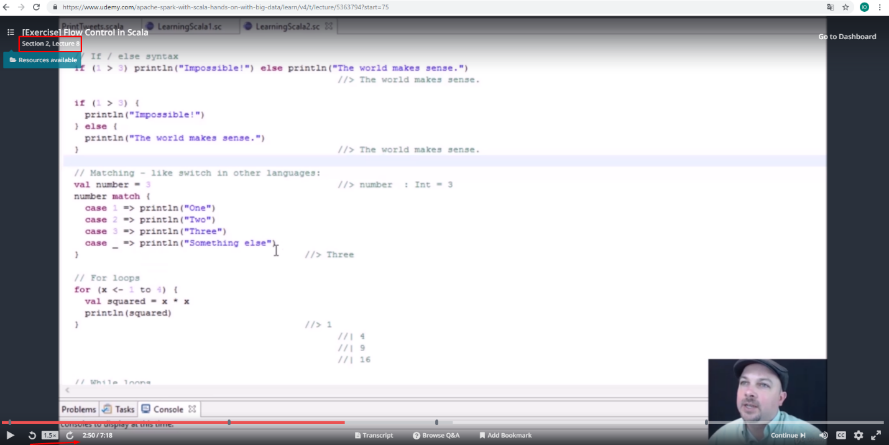 https://www.udemy.com/apache-spark-with-scala-hands-on-with-big-data/learn/v4/t/lecture/5363794?start=75
PrintTweets.scala LearningScala1.sc LearningScala2.sc
[Exercise] Flow Control in Scala
Section 2, Lecture 8
Go to Dashboard
Resources available
// If / else syntax
if (1 > 3) println("Impossible!") else println("The world makes sense.")
//> The world makes sense.
if (1 > 3) {
println("Impossible!")
} else {
println("The world makes sense.")
} //> The world makes sense.
// Matching - like switch in other languages:
val number = 3 //> number : Int = 3
number match {
case 1 => println("One")
case 2 => println("Two")
case 3 => println("Three")
case _ => println("Something else")
} //> Three
// For loops
for (x <- 1 to 4) {
val squared = x * x
println(squared)
} //> 1
//| 4
//| 9
//| 16
// While loops
Problems Tasks Console
consoles to display at this time.
1.5× 2:50 / 7:18 Transcript Browse Q&A Add Bookmark Continue